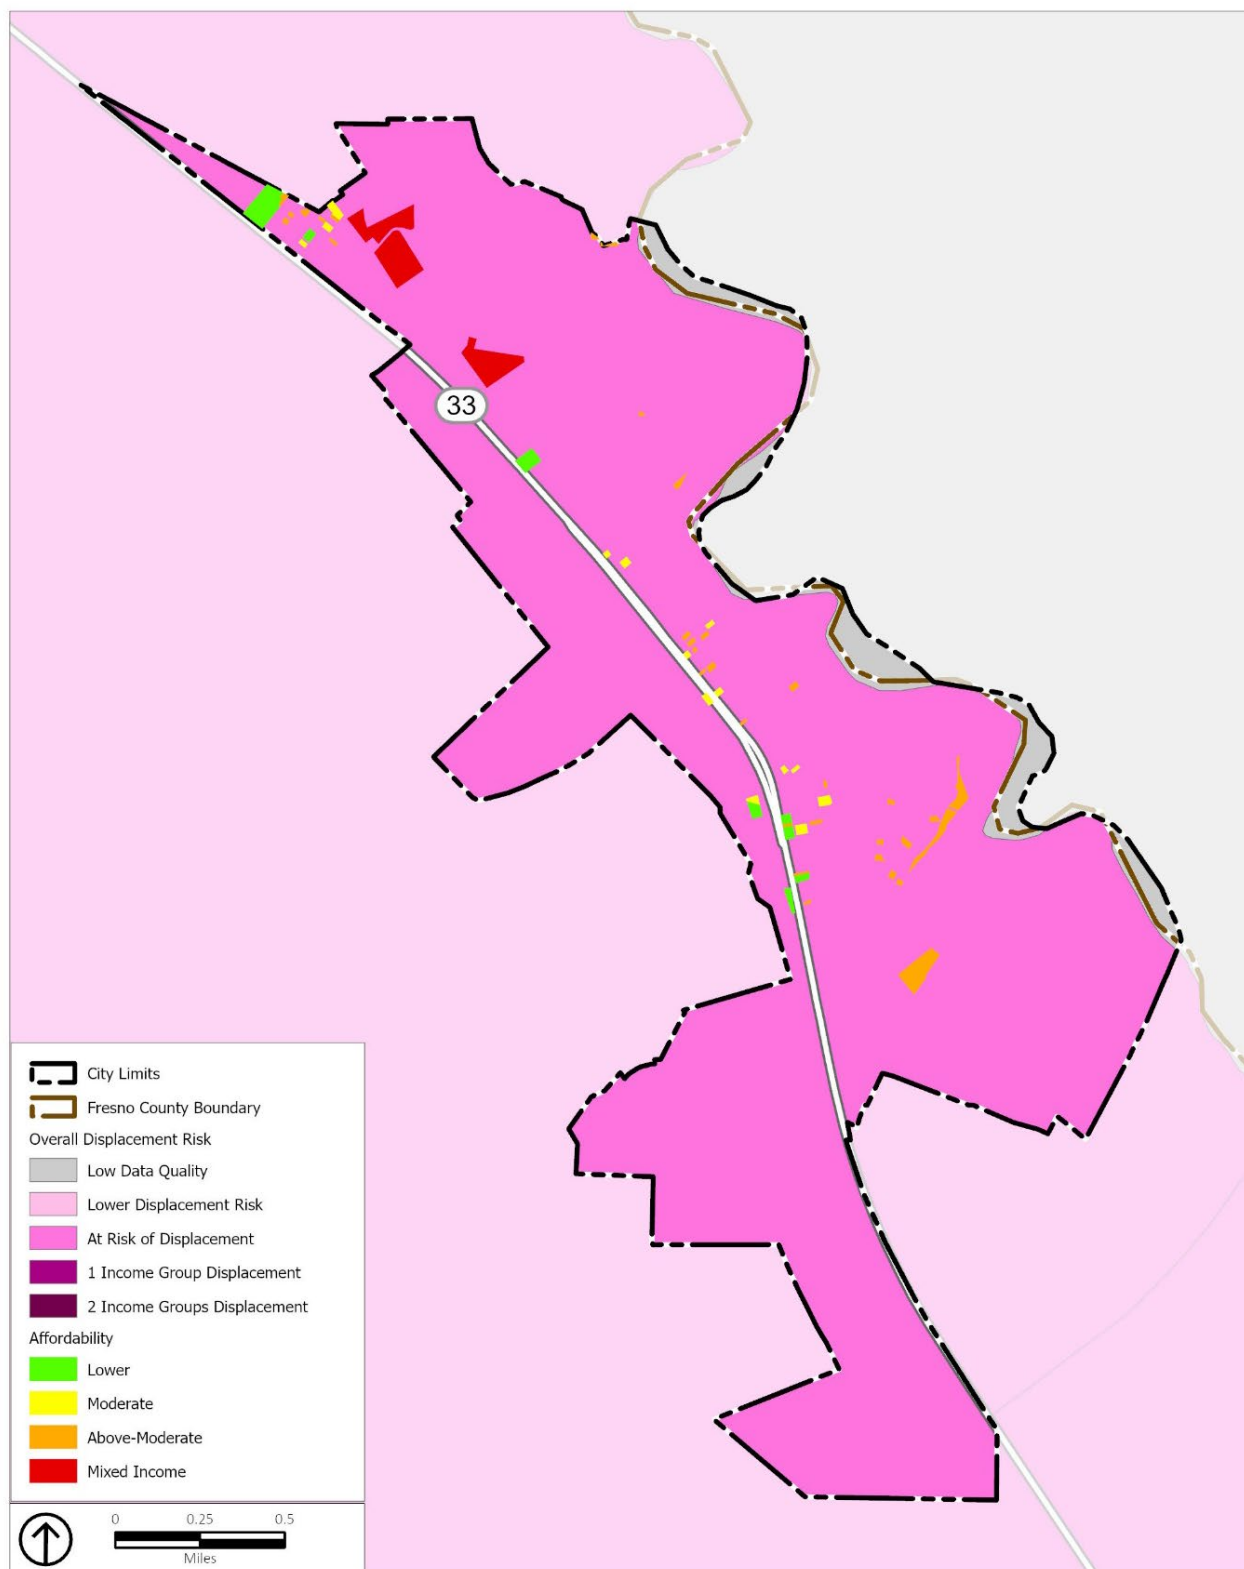 33
City Limits
Fresno County Boundary
Overall Displacement Risk
Low Data Quality
Lower Displacement Risk
At Risk of Displacement
1 Income Group Displacement
2 Income Groups Displacement
Affordability
Lower
Moderate
Above-Moderate
Mixed Income
0 0.25 0.5
Miles